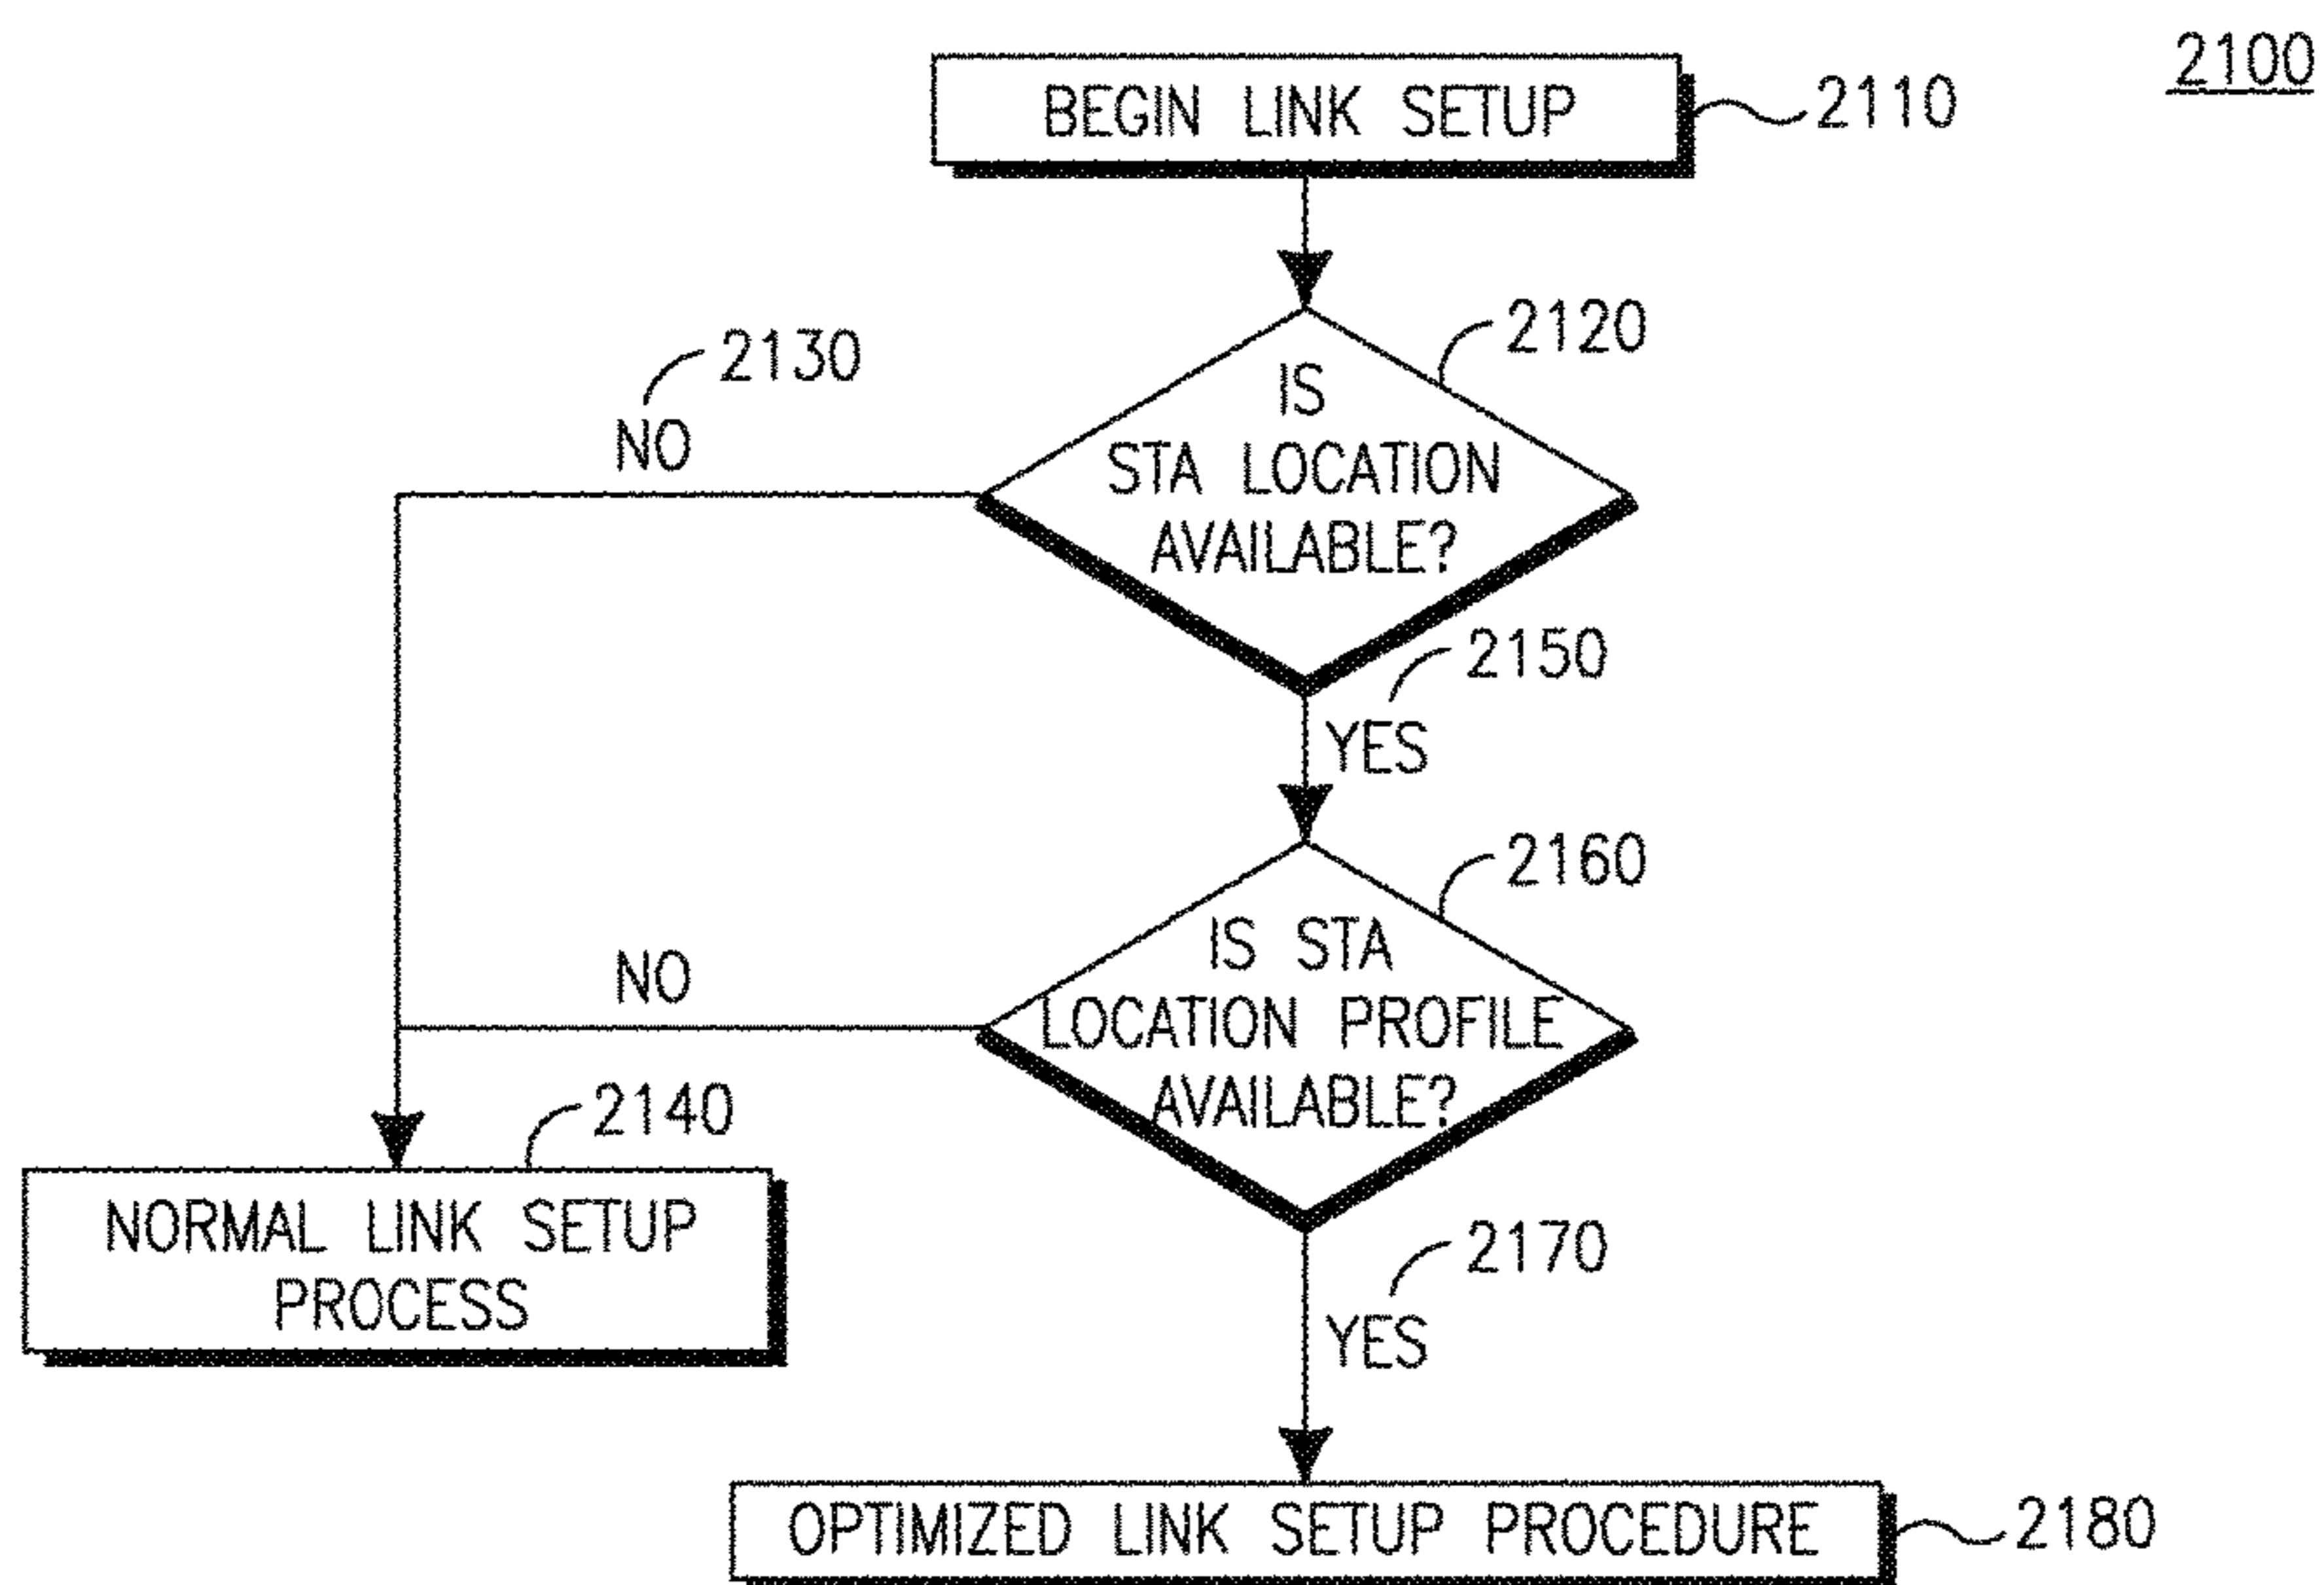 2100
BEGIN LINK SETUP
2110
2120
IS
STA LOCATION
AVAILABLE?
2130
NO
2150
YES
2160
IS STA
LOCATION PROFILE
AVAILABLE?
NO
2140
NORMAL LINK SETUP
PROCESS
2170
YES
OPTIMIZED LINK SETUP PROCEDURE
2180